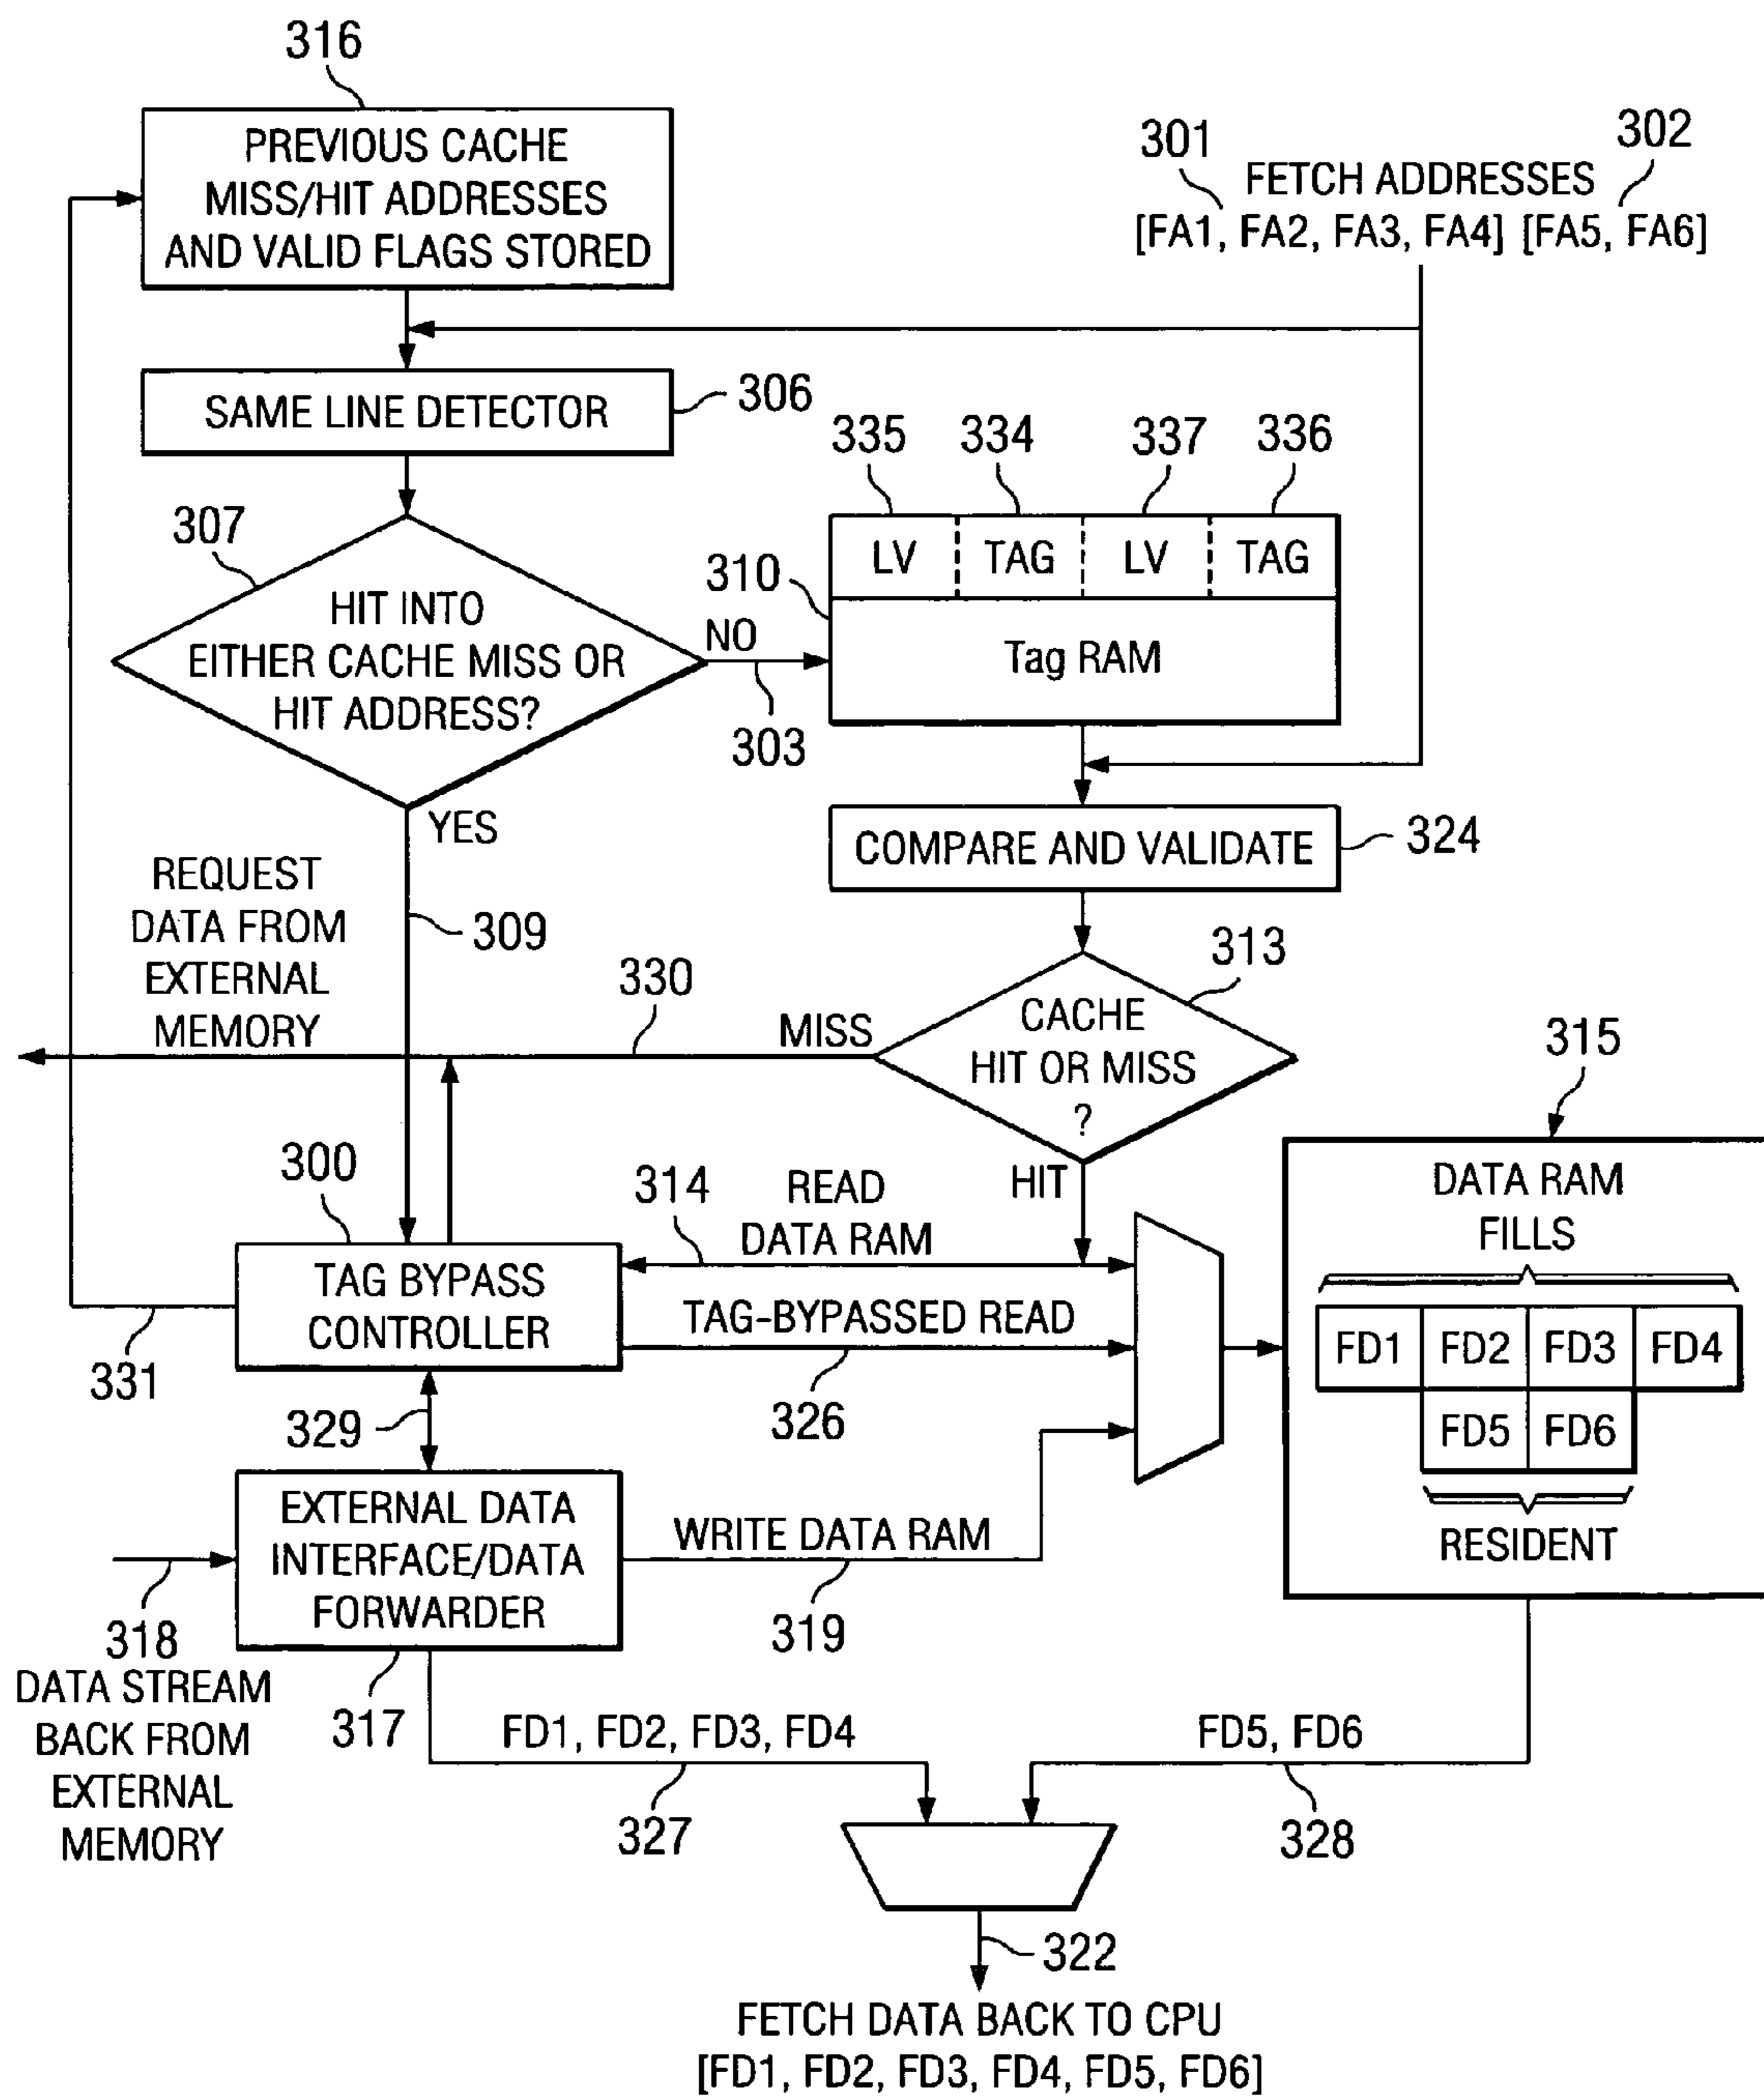 316
PREVIOUS CACHE
MISS/HIT ADDRESSES
AND VALID FLAGS STORED
301
302
FETCH ADDRESSES
[FA1, FA2, FA3, FA4] [FA5, FA6]
SAME LINE DETECTOR
306
335
334
337
336
LV
TAG
LV
TAG
310
Tag RAM
307
HIT INTO
EITHER CACHE MISS OR
HIT ADDRESS?
NO
303
YES
COMPARE AND VALIDATE
324
REQUEST
DATA FROM
EXTERNAL
MEMORY
309
330
MISS
313
CACHE
HIT OR MISS
?
HIT
315
300
TAG BYPASS
CONTROLLER
314
READ
DATA RAM
TAG-BYPASSED READ
326
331
329
DATA RAM
FILLS
FD1
FD2
FD3
FD4
FD5
FD6
RESIDENT
EXTERNAL DATA
INTERFACE/DATA
FORWARDER
WRITE DATA RAM
319
318
DATA STREAM
BACK FROM
EXTERNAL
MEMORY
317
FD1, FD2, FD3, FD4
327
FD5, FD6
328
322
FETCH DATA BACK TO CPU
[FD1, FD2, FD3, FD4, FD5, FD6]